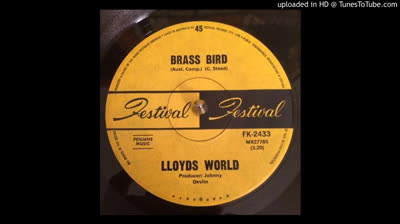 uploaded in HD @ TunesToTube.com
45
BRASS BIRD
(Aust. Comp.) (C. Stead)
Festival Festival
FK-2433
PENJANE
MUSIC
MX27785
(3.20)
LLOYDS WORLD
Producer: Johnny
Devlin